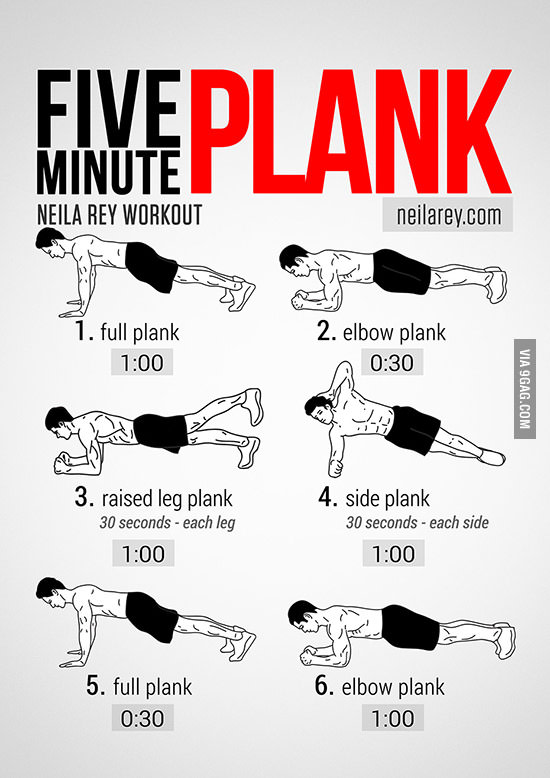 FIVE
MINUTE
PLANK
NEILA REY WORKOUT
neilarey.com
1. full plank
1:00
2. elbow plank
0:30
3. raised leg plank
30 seconds - each leg
1:00
4. side plank
30 seconds - each side
1:00
5. full plank
0:30
6. elbow plank
1:00
VIA 9GAG.COM